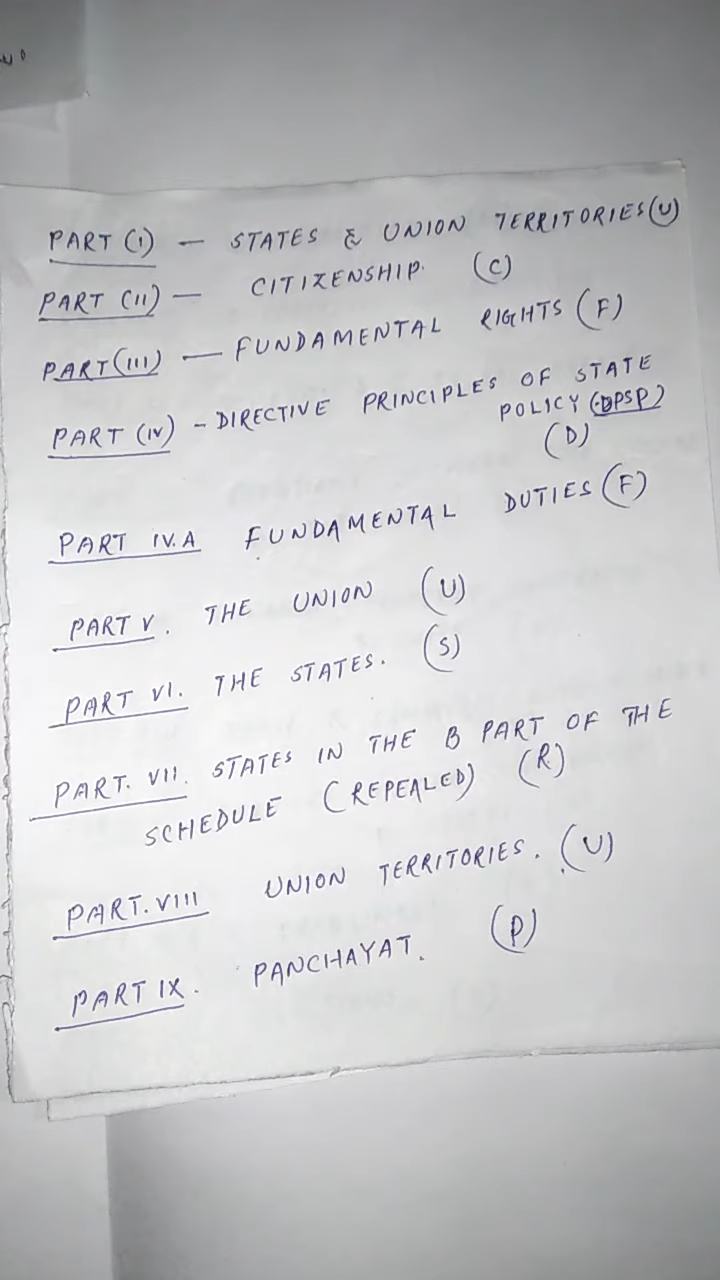 PART (I) — STATES & UNION TERRITORIES (U)
PART (II) — CITIZENSHIP. (C)
PART (III) — FUNDAMENTAL RIGHTS (F)
PART (IV) - DIRECTIVE PRINCIPLES OF STATE
POLICY (DPSP)
(D)
PART IV.A FUNDAMENTAL DUTIES (F)
PART V. THE UNION (U)
PART VI. THE STATES. (S)
PART. VII. STATES IN THE B PART OF THE
SCHEDULE (REPEALED) (R)
PART. VIII UNION TERRITORIES. (U)
PART IX. PANCHAYAT. (P)